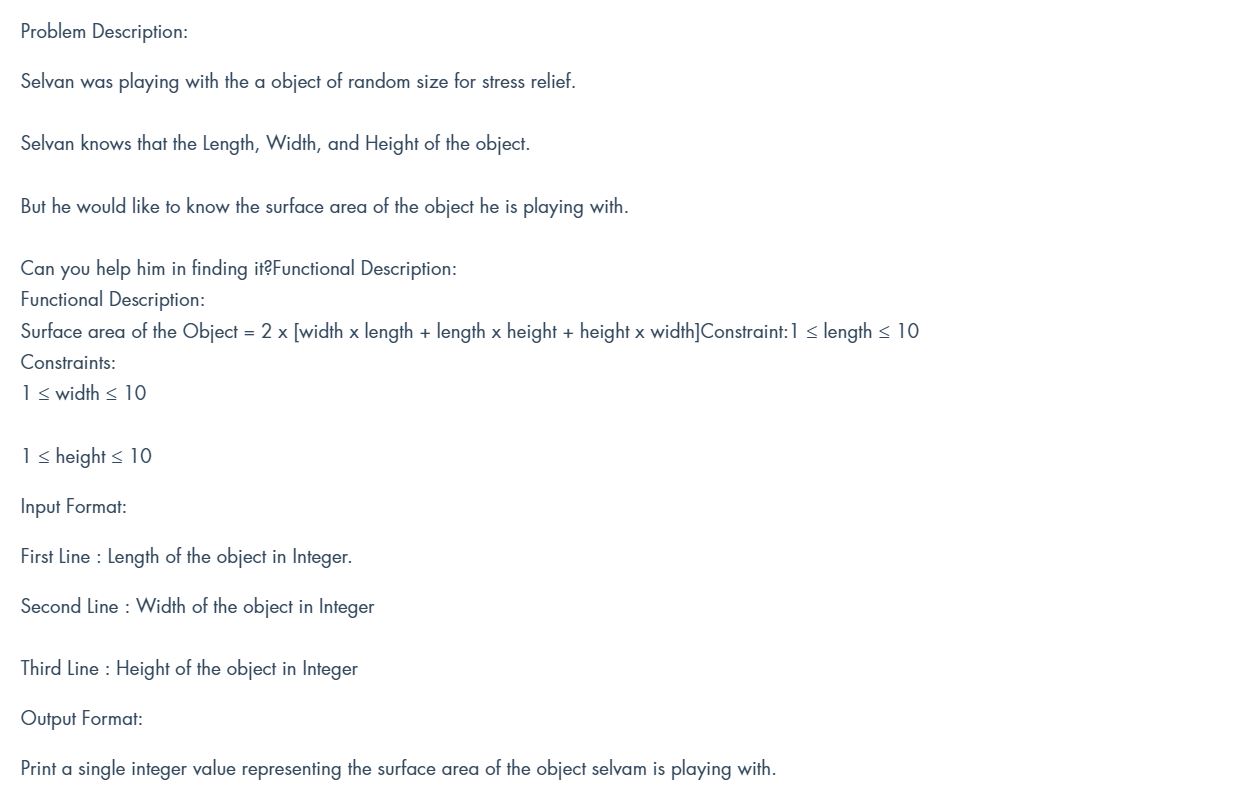 Problem Description:
Selvan was playing with the a object of random size for stress relief.
Selvan knows that the Length, Width, and Height of the object.
But he would like to know the surface area of the object he is playing with.
Can you help him in finding it?Functional Description:
Functional Description:
Surface area of the Object = 2 x [width x length + length x height + height x width]Constraint:1 ≤ length ≤ 10
Constraints:
1 ≤ width ≤ 10
1 ≤ height ≤ 10
Input Format:
First Line : Length of the object in Integer.
Second Line : Width of the object in Integer
Third Line : Height of the object in Integer
Output Format:
Print a single integer value representing the surface area of the object selvam is playing with.